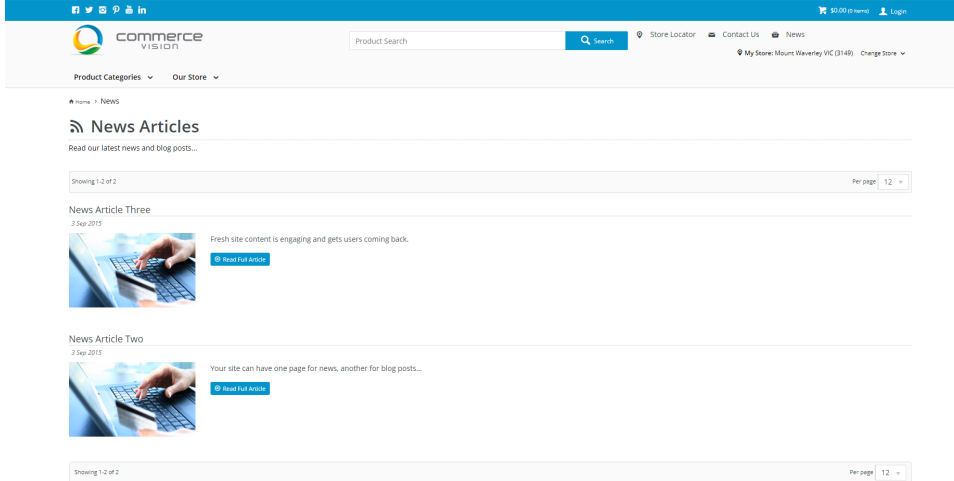 $0.00 (0 items) Login
commerce
VISION
Product Search Search Store Locator Contact Us News
My Store: Mount Waverley VIC (3149) Change Store
Product Categories Our Store
Home > News
News Articles
Read our latest news and blog posts...
Showing 1-2 of 2 Per page 12
News Article Three
3 Sep 2015
Fresh site content is engaging and gets users coming back.
Read Full Article
News Article Two
3 Sep 2015
Your site can have one page for news, another for blog posts...
Read Full Article
Showing 1-2 of 2 Per page 12